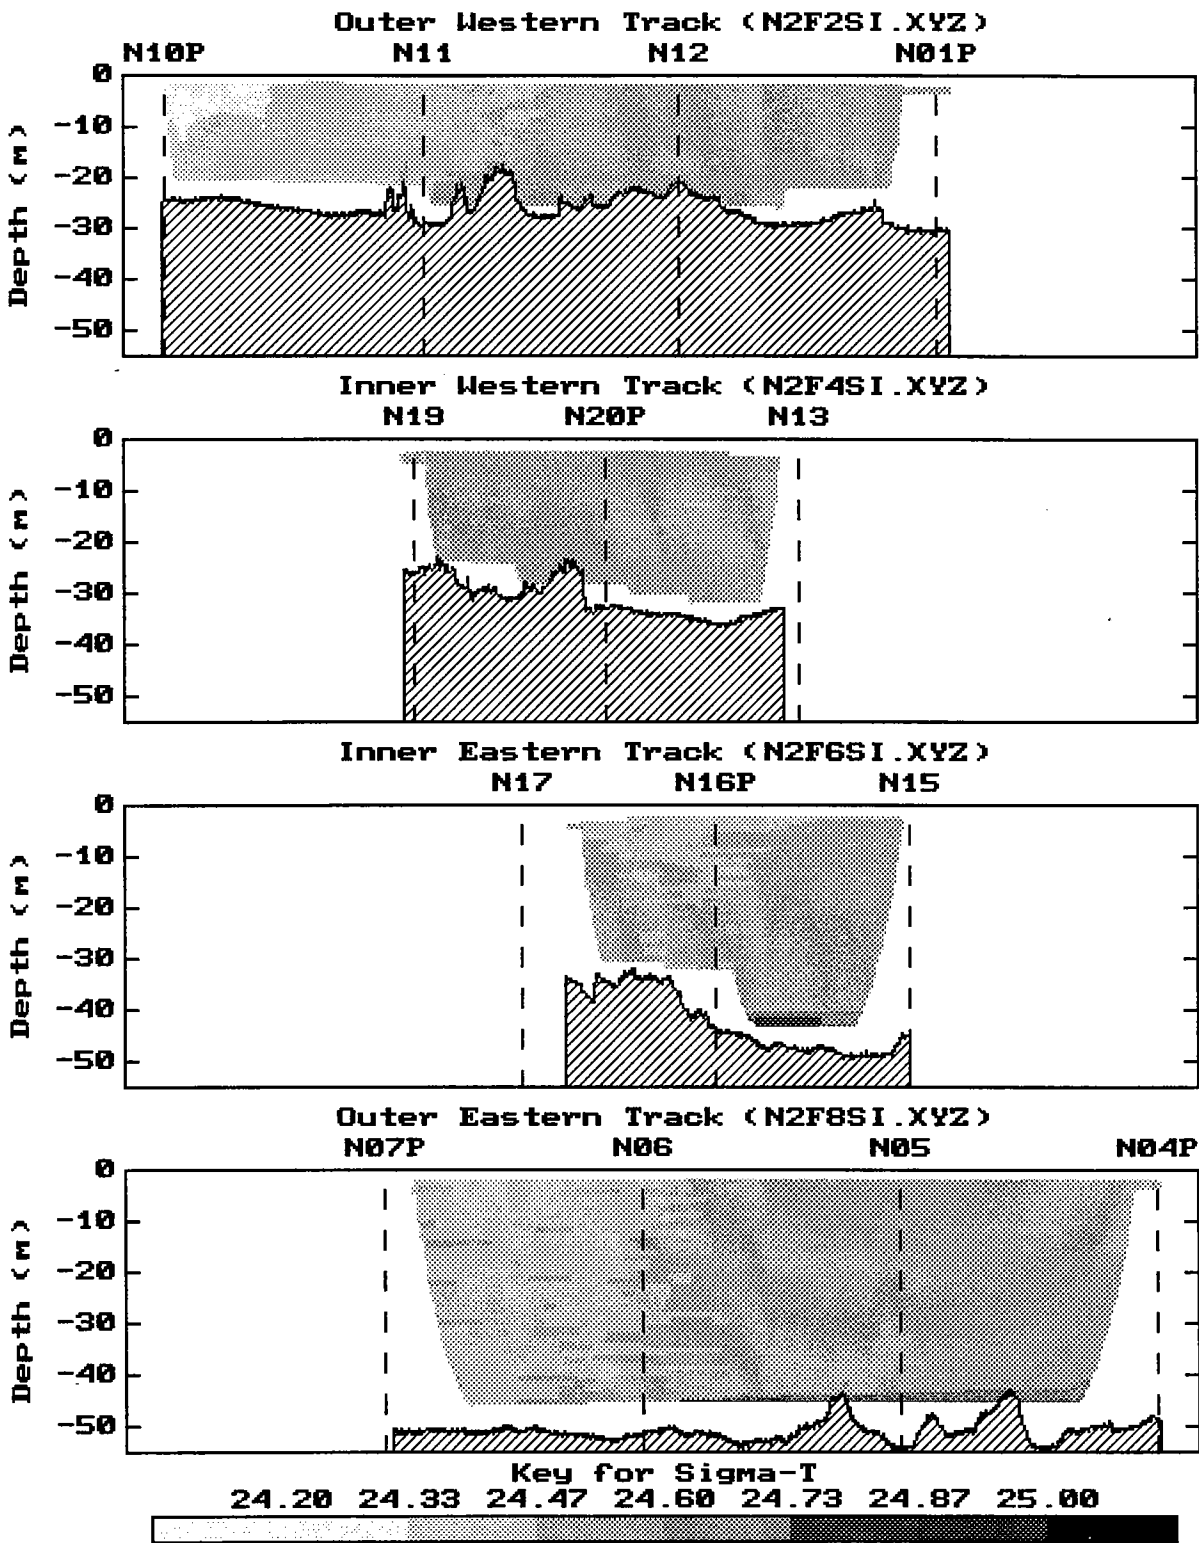 Outer Western Track (N2F2SI.XYZ)
N10P N11 N12 N01P
0
-10
-20
-30
-40
-50
Depth (m)
Inner Western Track (N2F4SI.XYZ)
N19 N20P N13
0
-10
-20
-30
-40
-50
Depth (m)
Inner Eastern Track (N2F6SI.XYZ)
N17 N16P N15
0
-10
-20
-30
-40
-50
Depth (m)
Outer Eastern Track (N2F8SI.XYZ)
N07P N06 N05 N04P
0
-10
-20
-30
-40
-50
Depth (m)
Key for Sigma-T
24.20 24.33 24.47 24.60 24.73 24.87 25.00